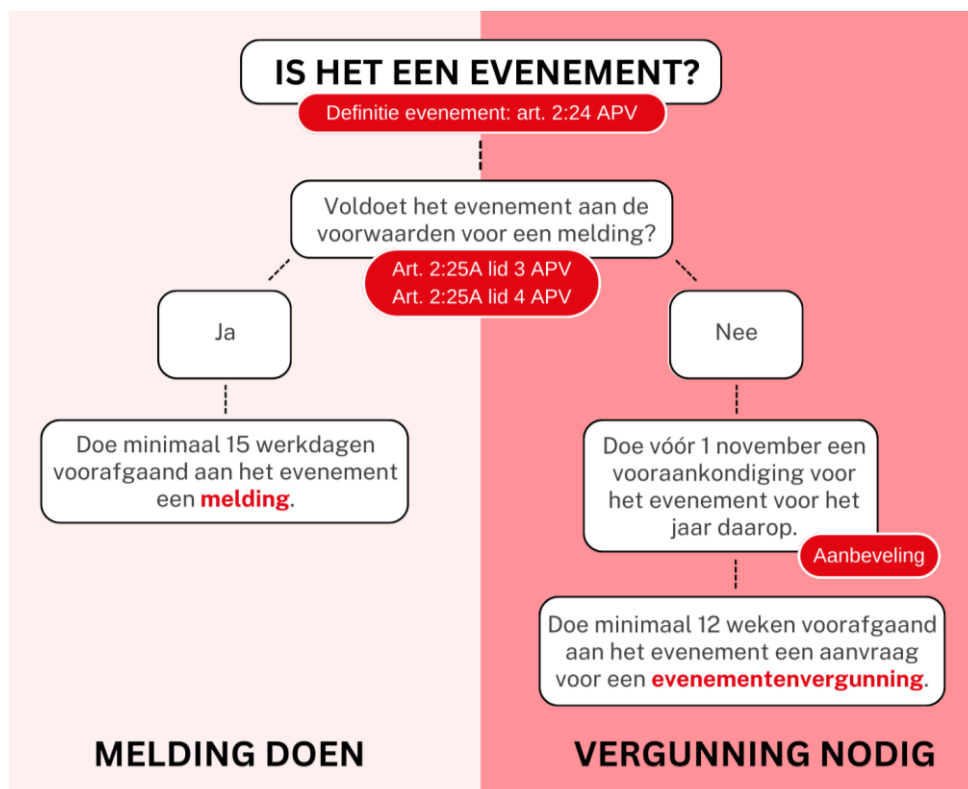 IS HET EEN EVENEMENT?
Definitie evenement: art. 2:24 APV
Voldoet het evenement aan de
voorwaarden voor een melding?
Art. 2:25A lid 3 APV
Art. 2:25A lid 4 APV
Ja
Doe minimaal 15 werkdagen
voorafgaand aan het evenement
een melding.
Nee
Doe vóór 1 november een
vooraankondiging voor
het evenement voor het
jaar daarop.
Aanbeveling
Doe minimaal 12 weken voorafgaand
aan het evenement een aanvraag
voor een evenementenvergunning.
MELDING DOEN
VERGUNNING NODIG